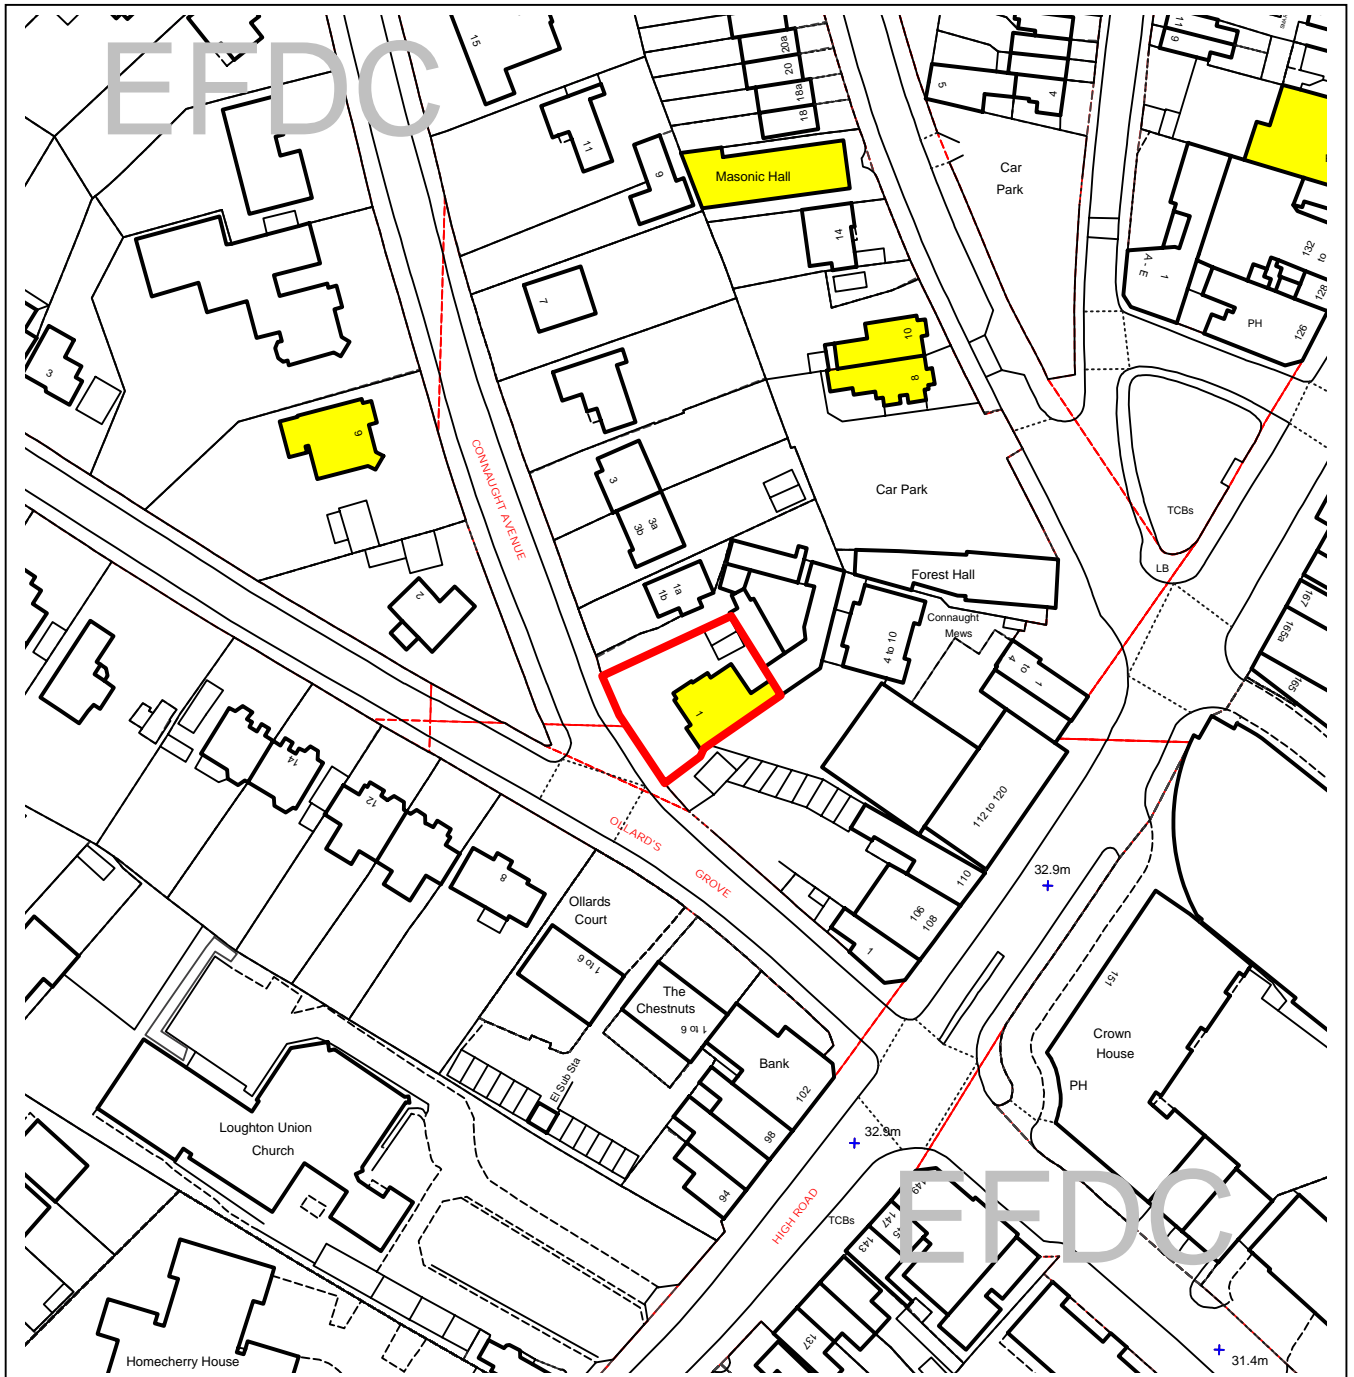 EFDC
15
20a
20
18a
18
11
9
5
4
11
9
Masonic Hall
Car
Park
14
7
10
8
A - E
1
132
to
128
PH
126
3
9
CONNAUGHT AVENUE
3
3a
3b
Car Park
TCBs
LB
Forest Hall
Connaught
Mews
4 to 10
1a
1b
2
1
4
to
1
167
165a
165
14
12
8
OLLARD'S
GROVE
112 to 120
32.9m
110
106
108
1
Ollards
Court
1 to 6
The
Chestnuts
1 to 6
Bank
102
98
94
El Sub Sta
151
Crown
House
PH
Loughton Union
Church
32.9m
HIGH ROAD
TCBs
149
147
145
143
137
EFDC
Homecherry House
31.4m